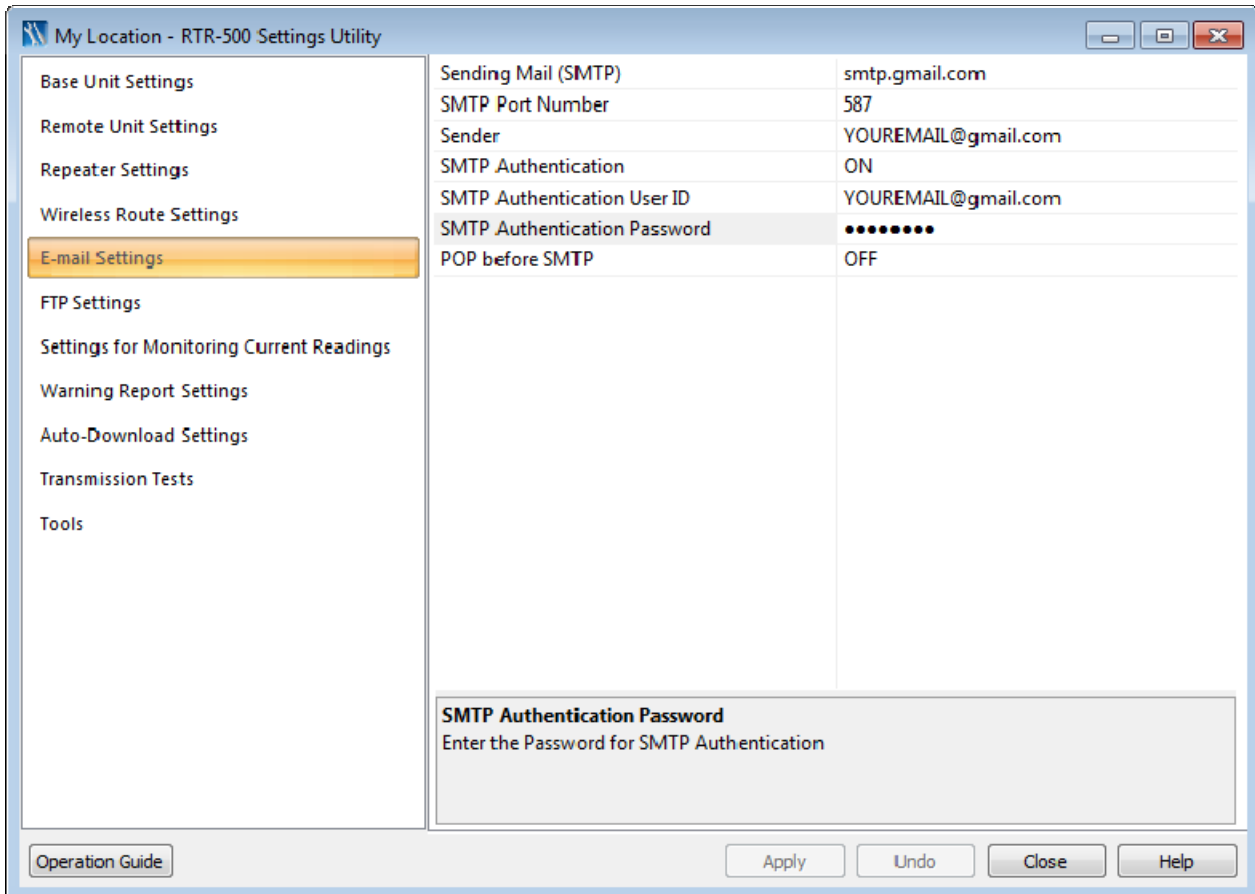 My Location - RTR-500 Settings Utility
Base Unit Settings
Remote Unit Settings
Repeater Settings
Wireless Route Settings
E-mail Settings
FTP Settings
Settings for Monitoring Current Readings
Warning Report Settings
Auto-Download Settings
Transmission Tests
Tools
Sending Mail (SMTP) smtp.gmail.com
SMTP Port Number 587
Sender YOUREMAIL@gmail.com
SMTP Authentication ON
SMTP Authentication User ID YOUREMAIL@gmail.com
SMTP Authentication Password ●●●●●●●●
POP before SMTP OFF
SMTP Authentication Password
Enter the Password for SMTP Authentication
Operation Guide Apply Undo Close Help